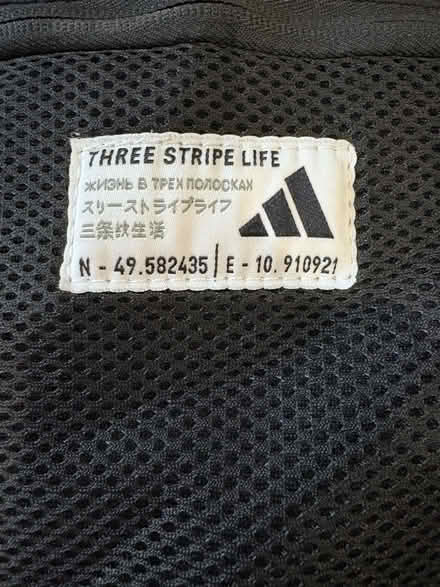 THREE STRIPE LIFE
ЖИЗНЬ В ТРЕХ ПОЛОСКАХ
スリーストライプライフ
三条纹生活
N - 49.582435 | E - 10.910921